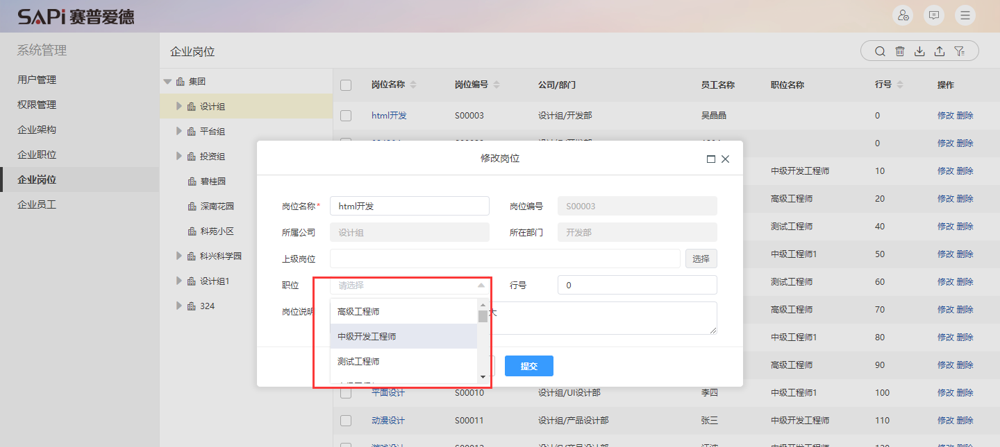 SAPi 赛普爱德
系统管理
用户管理
权限管理
企业架构
企业职位
企业岗位
企业员工
企业岗位
集团
设计组
平台组
投资组
碧桂园
深南花园
科苑小区
科兴科学园
设计组1
324
岗位名称 岗位编号 公司/部门 员工名称 职位名称 行号 操作
html开发 S00003 设计组/开发部 吴晶晶 0 修改 删除
0 修改 删除
中级开发工程师 10 修改 删除
高级工程师 20 修改 删除
测试工程师 40 修改 删除
中级工程师1 50 修改 删除
测试工程师 60 修改 删除
高级工程师 70 修改 删除
中级工程师1 80 修改 删除
高级工程师 90 修改 删除
平面设计 S00010 设计组/UI设计部 李四 中级工程师1 100 修改 删除
动漫设计 S00011 设计组/产品设计部 张三 中级开发工程师 110 修改 删除
修改岗位
岗位名称* html开发 岗位编号 S00003
所属公司 设计组 所在部门 开发部
上级岗位 选择
职位 请选择 行号 0
岗位说明 大
高级工程师
中级开发工程师
测试工程师
提交